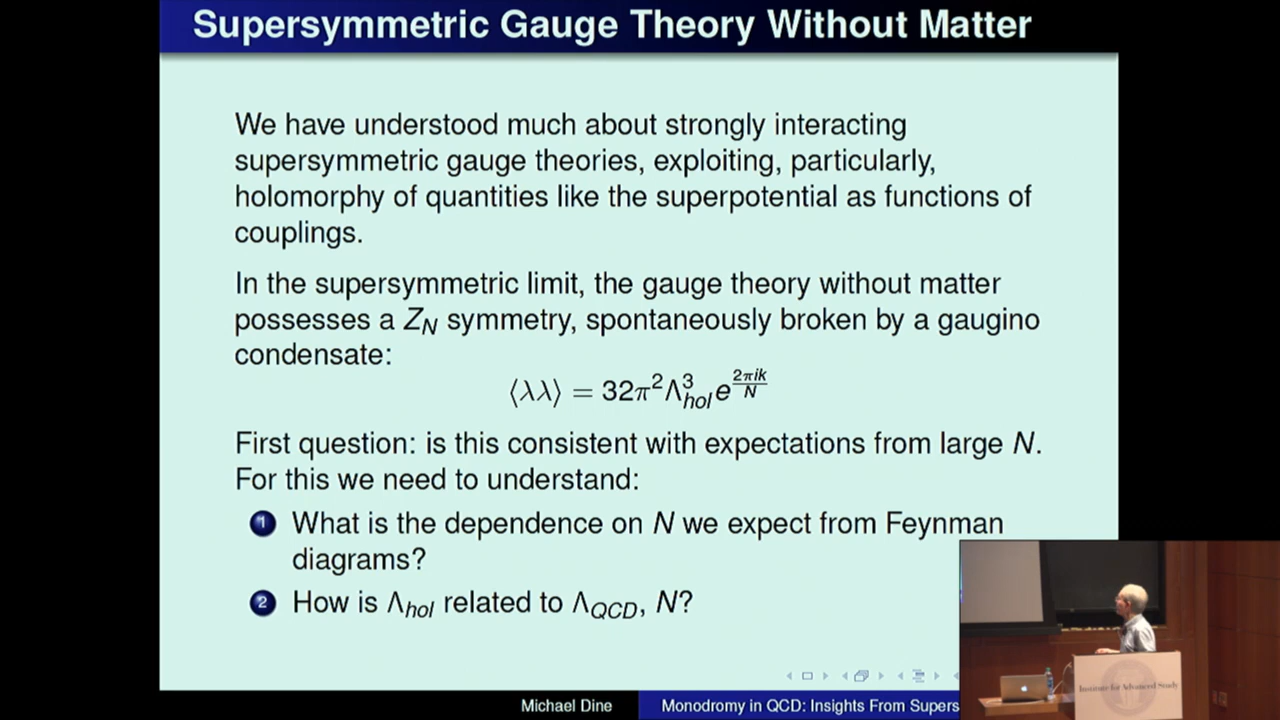 Supersymmetric Gauge Theory Without Matter
We have understood much about strongly interacting
supersymmetric gauge theories, exploiting, particularly,
holomorphy of quantities like the superpotential as functions of
couplings.
In the supersymmetric limit, the gauge theory without matter
possesses a Z_N symmetry, spontaneously broken by a gaugino
condensate:
⟨λλ⟩ = 32π²Λ³_hol e^{2πik/N}
First question: is this consistent with expectations from large N.
For this we need to understand:
1 What is the dependence on N we expect from Feynman
diagrams?
2 How is Λ_hol related to Λ_QCD, N?
Michael Dine Monodromy in QCD: Insights From Supers
Institute for Advanced Study